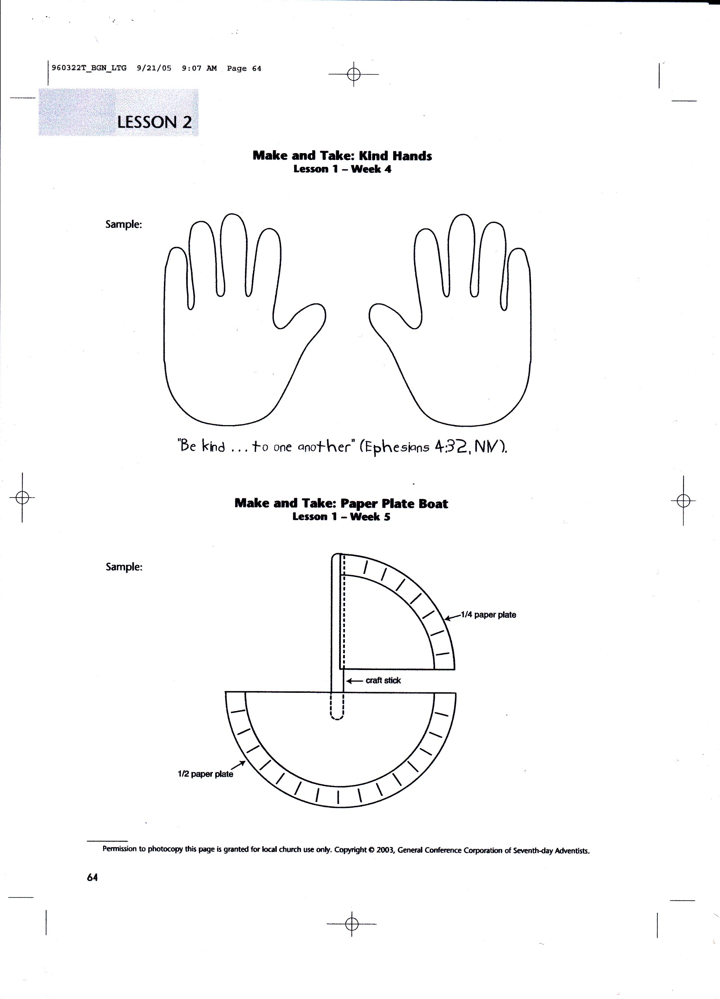 960322T_BGN_LTG 9/21/05 9:07 AM Page 64
LESSON 2
Make and Take: Kind Hands
Lesson 1 – Week 4
Sample:
"Be kind ... to one another" (Ephesians 4:32, NIV).
Make and Take: Paper Plate Boat
Lesson 1 – Week 5
Sample:
1/4 paper plate
craft stick
1/2 paper plate
Permission to photocopy this page is granted for local church use only. Copyright © 2003, General Conference Corporation of Seventh-day Adventists.
64